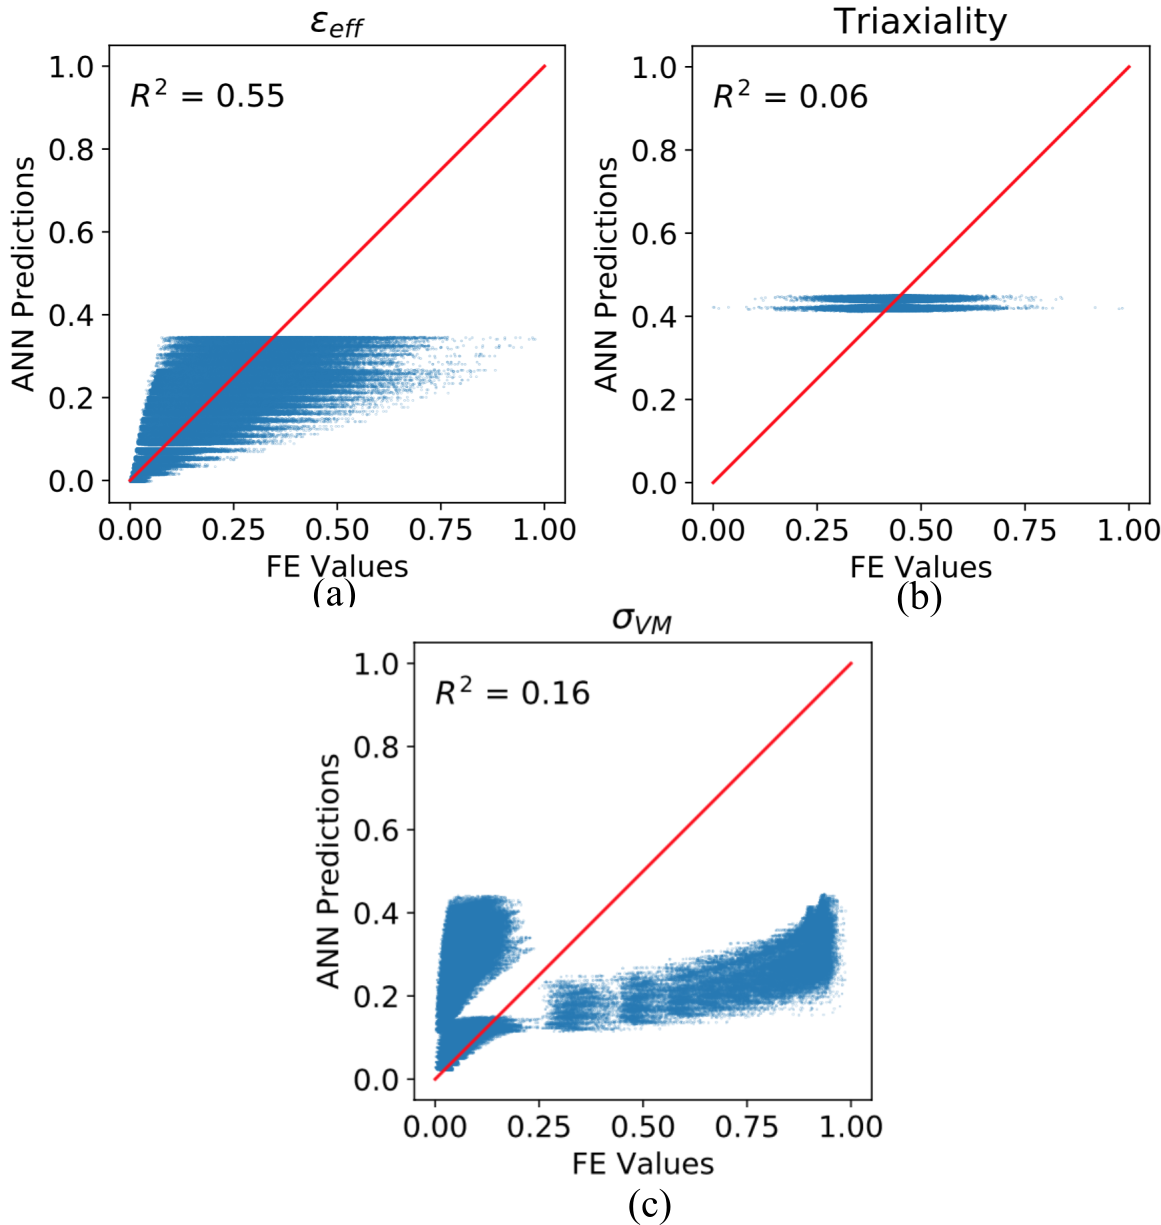 ε_eff
R² = 0.55
ANN Predictions
1.0
0.8
0.6
0.4
0.2
0.0
0.00 0.25 0.50 0.75 1.00
FE Values
(a)
Triaxiality
R² = 0.06
ANN Predictions
1.0
0.8
0.6
0.4
0.2
0.0
0.00 0.25 0.50 0.75 1.00
FE Values
(b)
σ_VM
R² = 0.16
ANN Predictions
1.0
0.8
0.6
0.4
0.2
0.0
0.00 0.25 0.50 0.75 1.00
FE Values
(c)